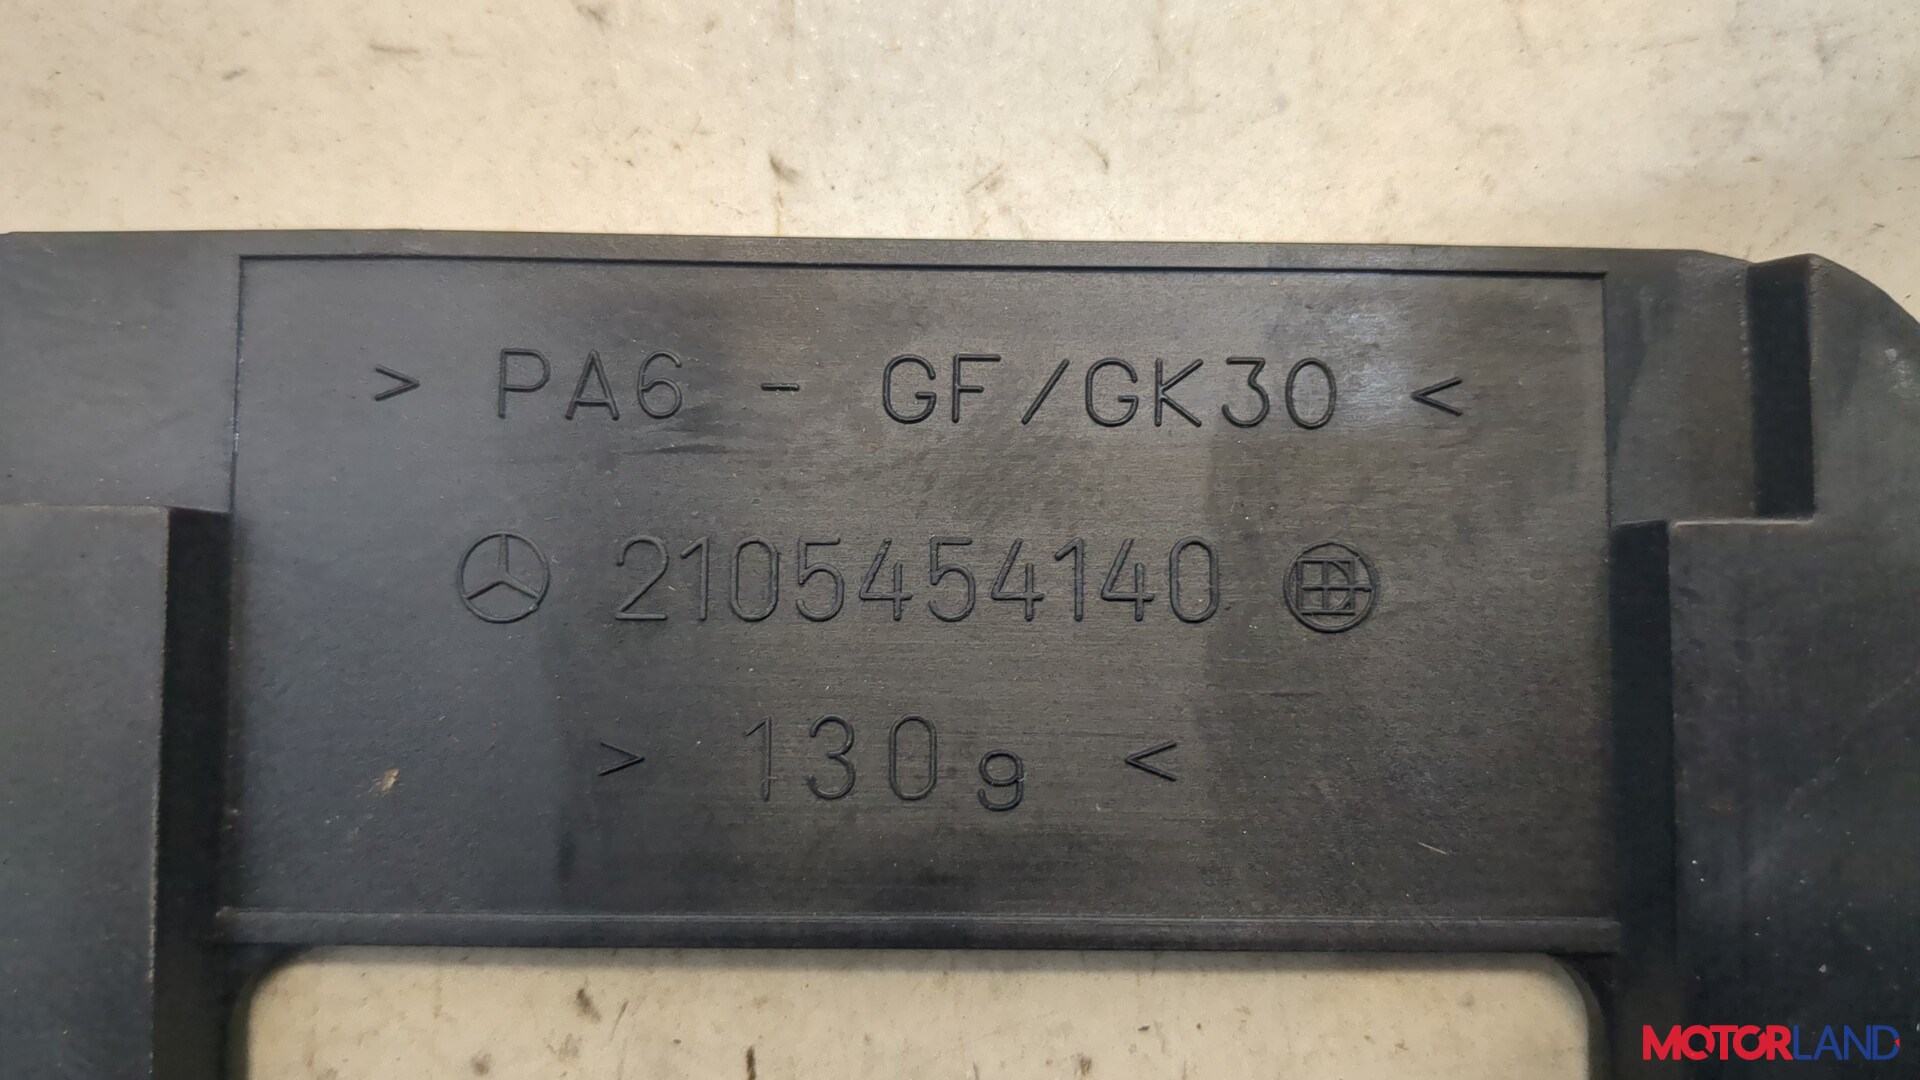 > PA6 - GF/GK30 <
2105454140
> 130g <
MOTORLAND